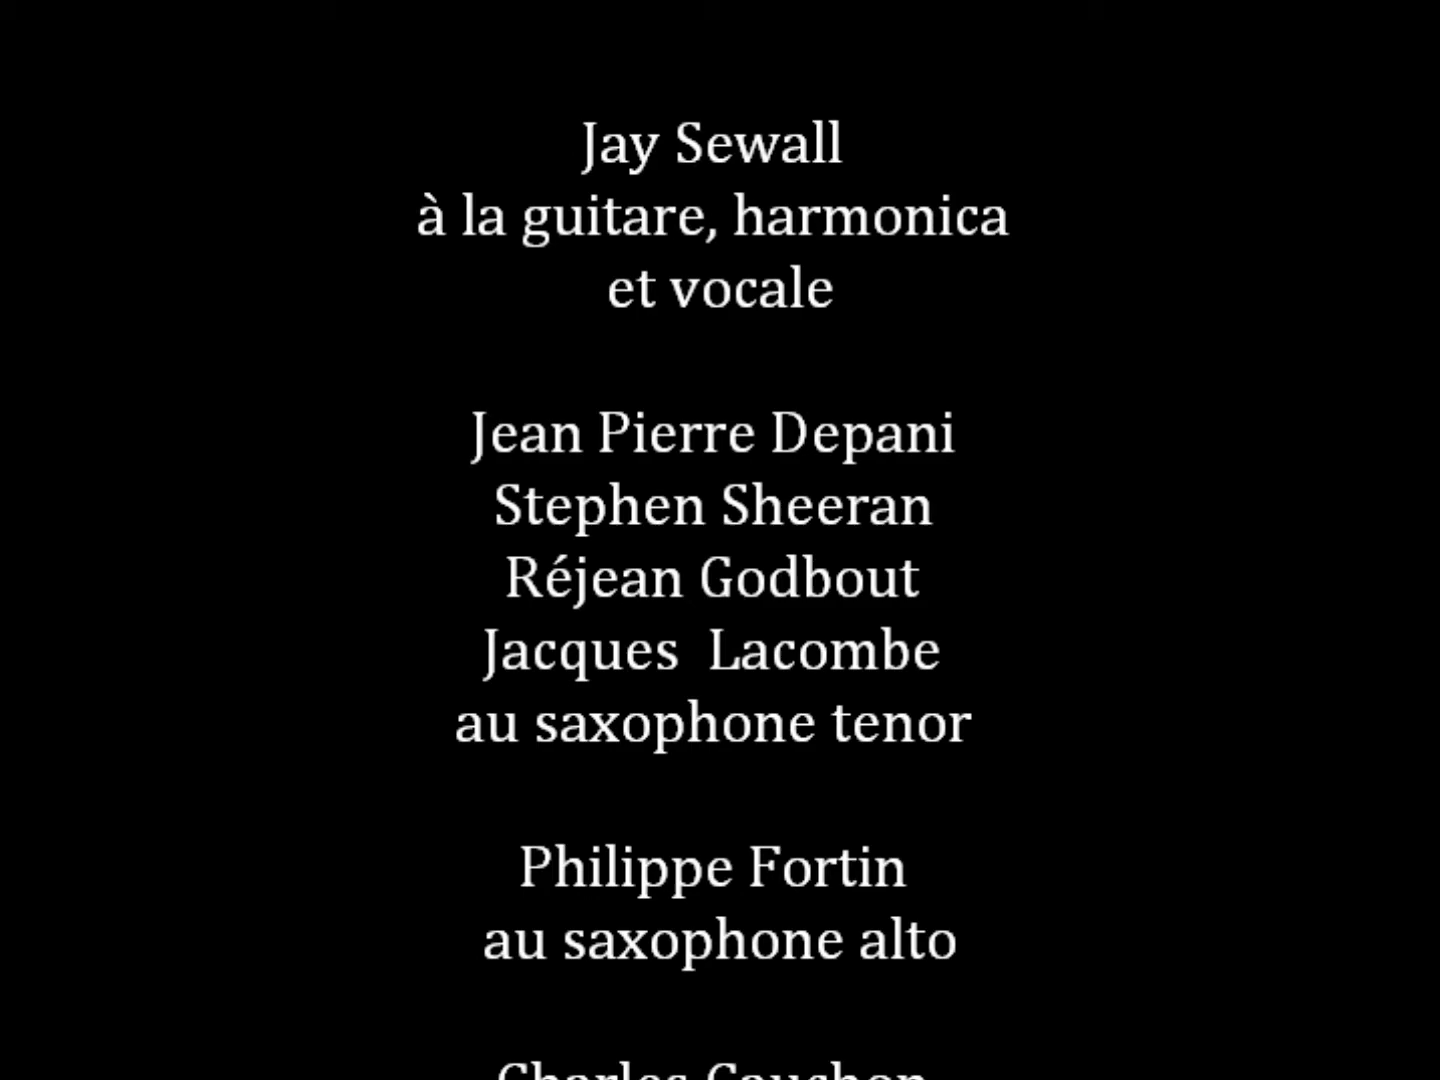 Jay Sewall
à la guitare, harmonica
et vocale
Jean Pierre Depani
Stephen Sheeran
Réjean Godbout
Jacques  Lacombe
au saxophone tenor
Philippe Fortin
au saxophone alto
Charles